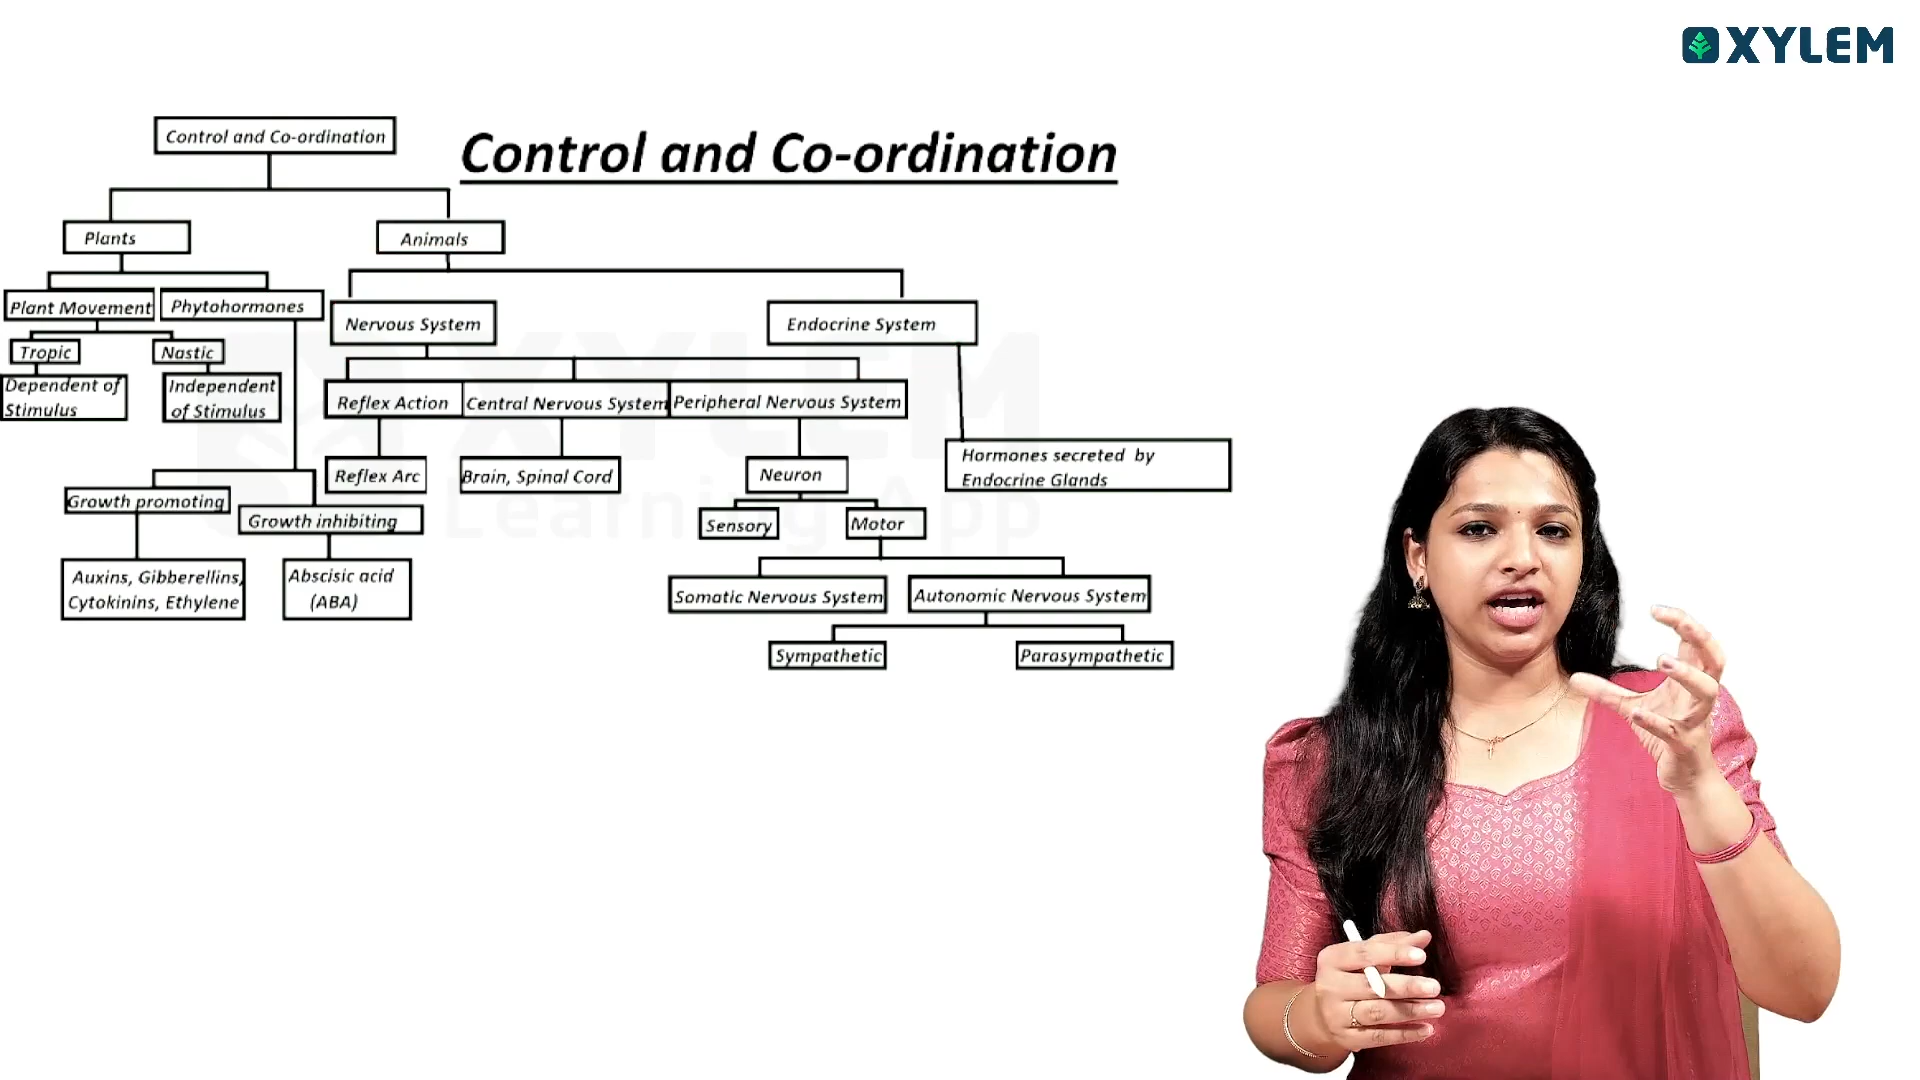 XYLEM
Control and Co-ordination
Control and Co-ordination
Plants
Animals
Plant Movement
Phytohormones
Nervous System
Endocrine System
Tropic
Nastic
Dependent of
Stimulus
Independent
of Stimulus
Reflex Action
Central Nervous System
Peripheral Nervous System
Reflex Arc
Brain, Spinal Cord
Neuron
Hormones secreted by
Endocrine Glands
Growth promoting
Growth inhibiting
Sensory
Motor
Auxins, Gibberellins,
Cytokinins, Ethylene
Abscisic acid
(ABA)
Somatic Nervous System
Autonomic Nervous System
Sympathetic
Parasympathetic
XYLEM
Learning App